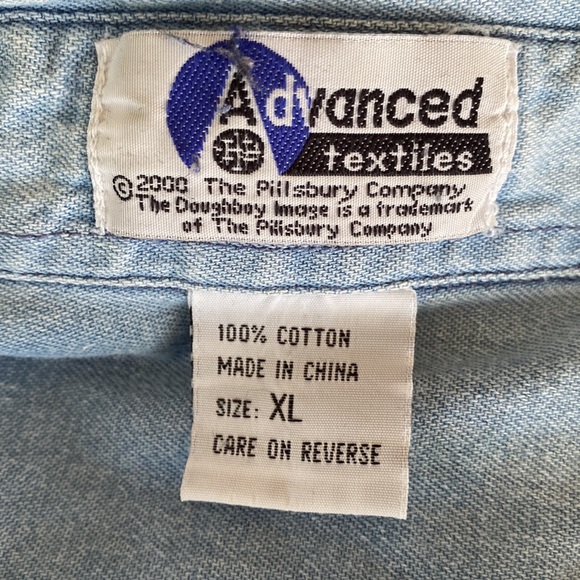 Advanced
textiles
© 2000 The Pillsbury Company
The Doughboy Image is a trademark
of The Pillsbury Company
100% COTTON
MADE IN CHINA
SIZE: XL
CARE ON REVERSE